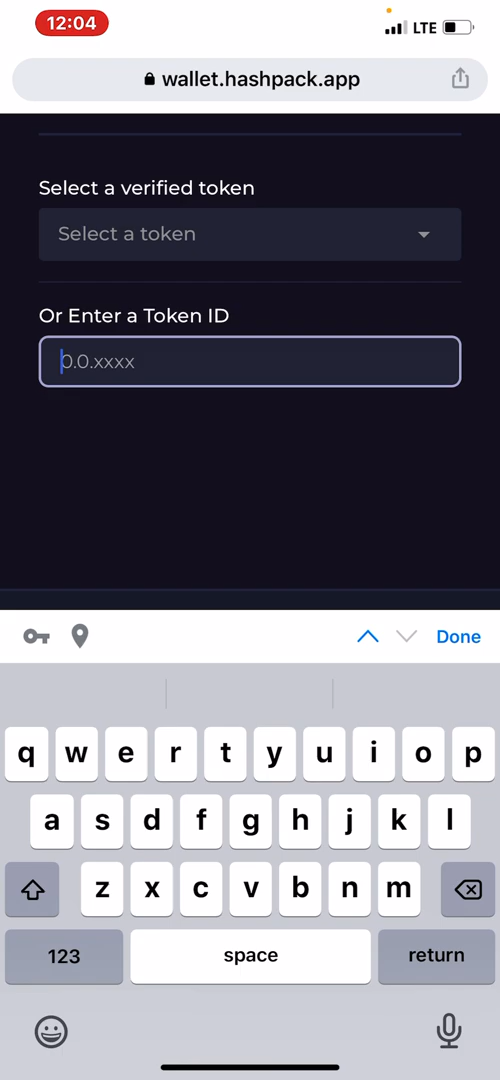 12:04
LTE
wallet.hashpack.app
Select a verified token
Select a token
Or Enter a Token ID
0.0.xxxx
Done
q w e r t y u i o p
a s d f g h j k l
z x c v b n m
123 space return